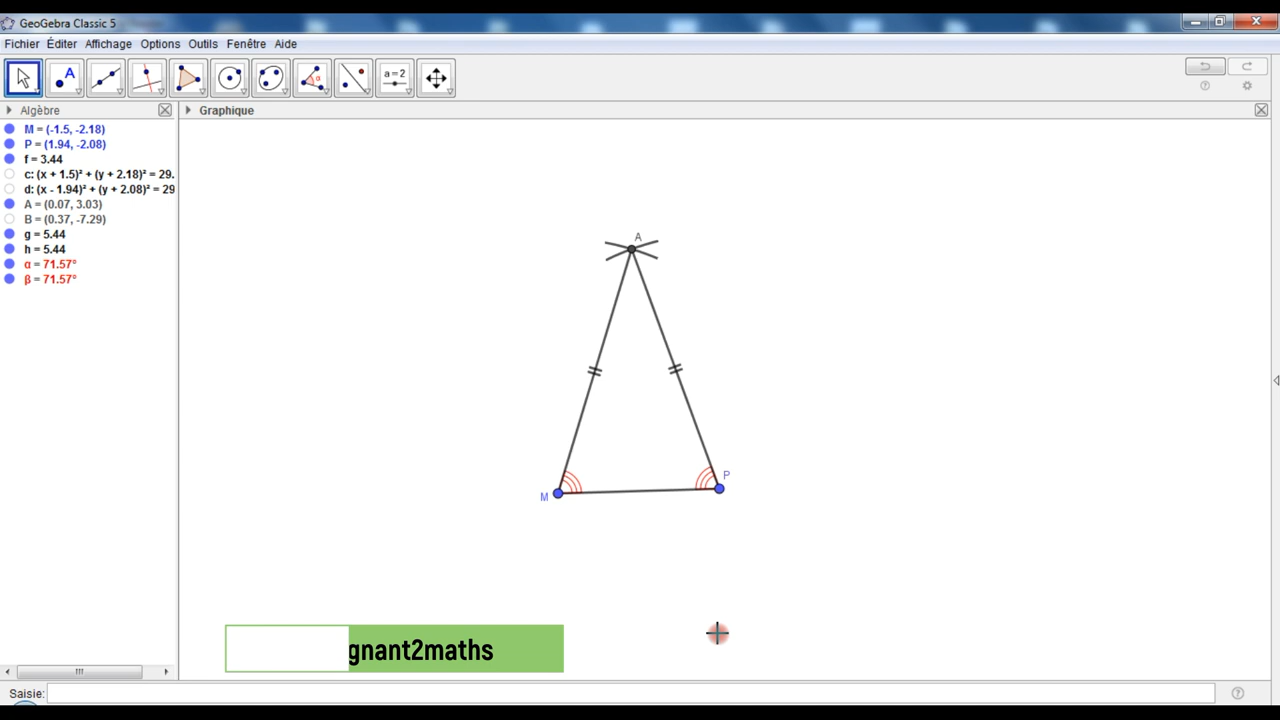 GeoGebra Classic 5
Fichier Éditer Affichage Options Outils Fenêtre Aide
A
α
a = 2
Algèbre
Graphique
M = (-1.5, -2.18)
P = (1.94, -2.08)
f = 3.44
c: (x + 1.5)² + (y + 2.18)² = 29.
d: (x - 1.94)² + (y + 2.08)² = 29
A = (0.07, 3.03)
B = (0.37, -7.29)
g = 5.44
h = 5.44
α = 71.57°
β = 71.57°
A
P
M
gnant2maths
Saisie: